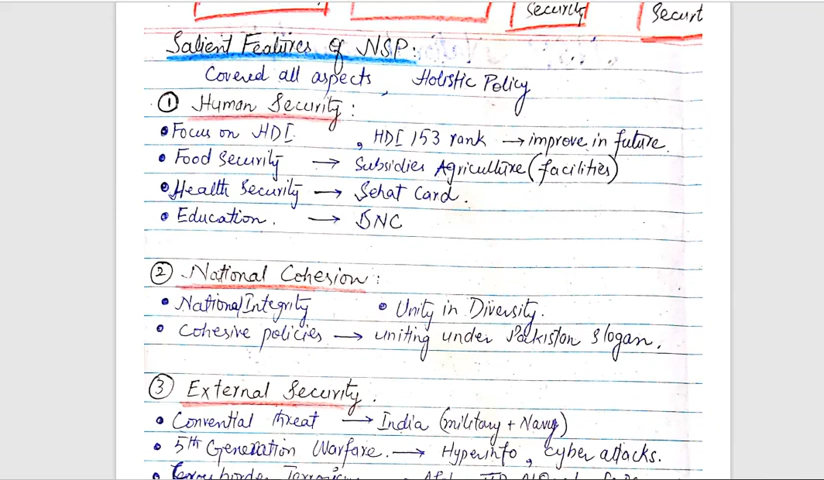 Security Securt
Salient Features of NSP:
Covered all aspects, Holistic Policy
① Human Security:
• Focus on HDI. , HDI 153 rank → improve in future.
• Food Security → Subsidies Agriculture (facilities)
• Health Security → Sehat Card.
• Education. → SNC
② National Cohesion:
• National Integrity • Unity in Diversity.
• Cohesive policies → uniting under Pakistan slogan.
③ External Security.
• Convential threat → India (military + Navy)
• 5th Generation Warfare. → Hyperinfo, cyber attacks.